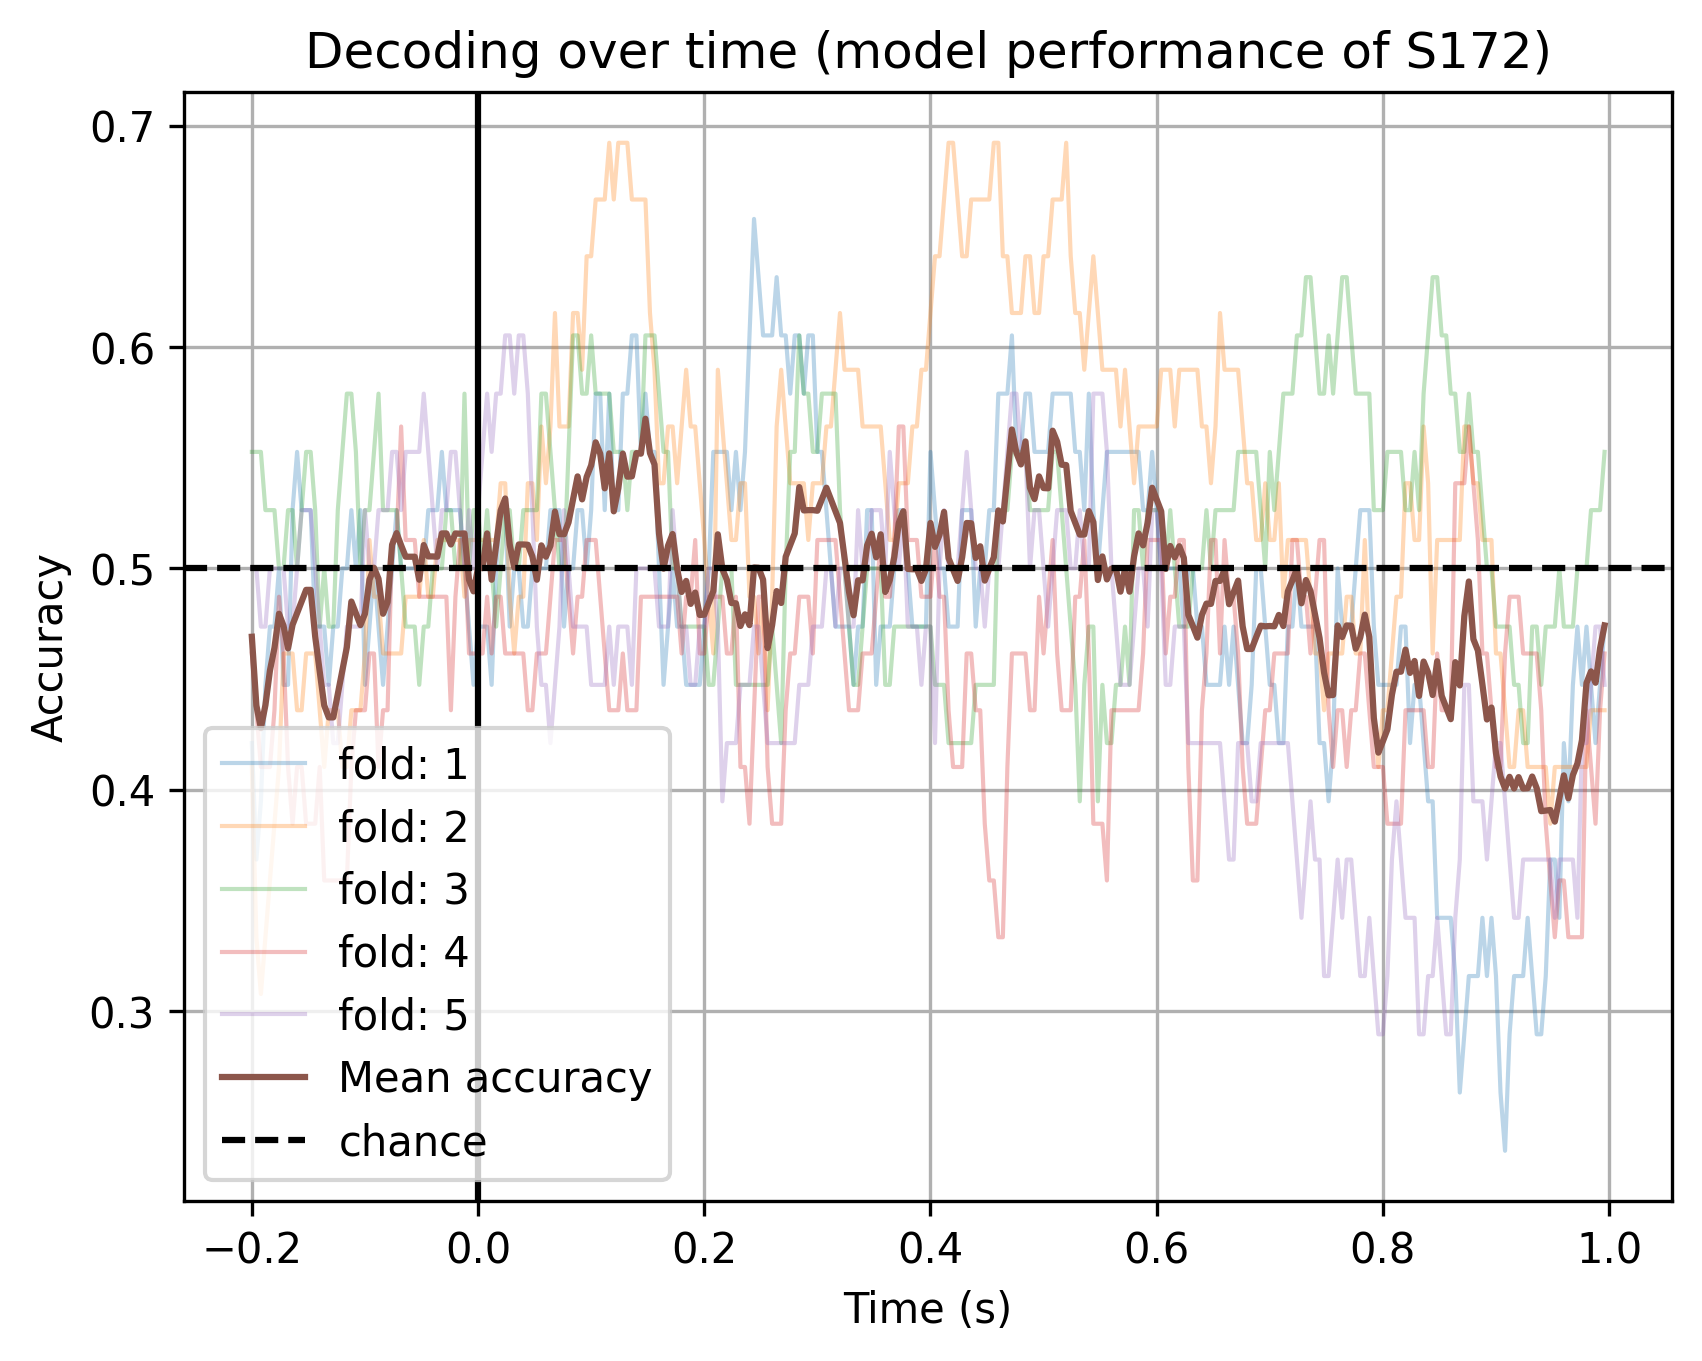 Decoding over time (model performance of S172)
0.7
0.6
0.5
0.4
0.3
Accuracy
fold: 1
fold: 2
fold: 3
fold: 4
fold: 5
Mean accuracy
chance
−0.2 0.0 0.2 0.4 0.6 0.8 1.0
Time (s)